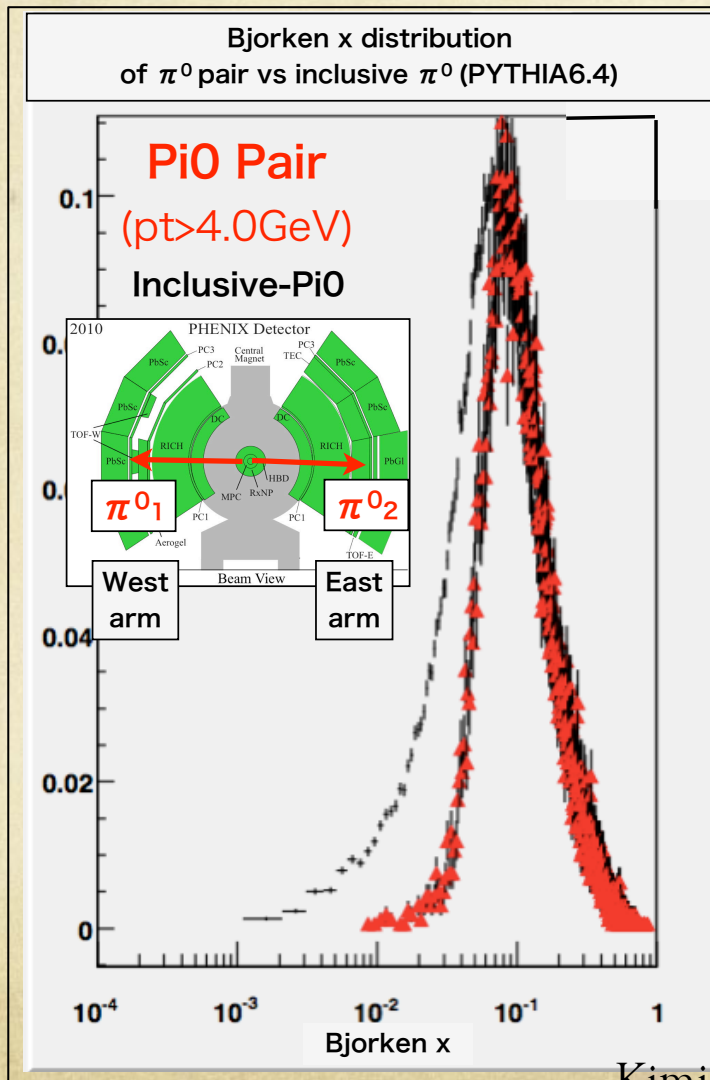 Bjorken x distribution
of π⁰ pair vs inclusive π⁰ (PYTHIA6.4)
Pi0 Pair
(pt>4.0GeV)
Inclusive-Pi0
0.1
2010 PHENIX Detector
PC3
PC2
Central
Magnet
TEC
PC3
PbSc
PbSc
PbSc
PbSc
DC
DC
TOF-W
PbSc
RICH
RICH
PbGl
MPC
RxNP
HBD
π⁰₁
π⁰₂
PC1
PC1
Aerogel
TOF-E
Beam View
West
arm
East
arm
0.04
0.02
0
10⁻⁴
10⁻³
10⁻²
10⁻¹
1
Bjorken x